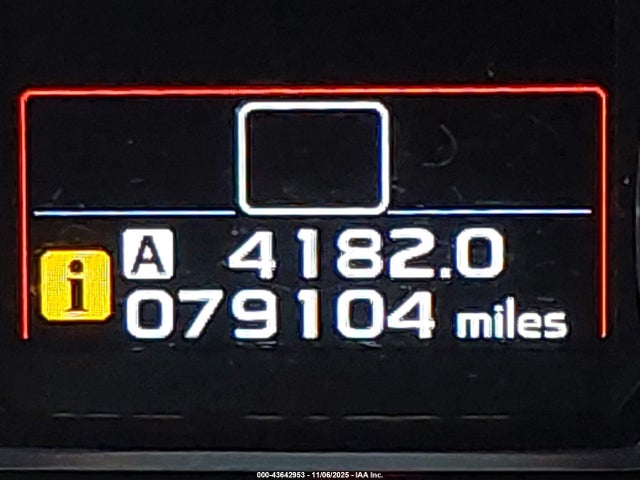 A 4182.0
i 079104 miles
000-43642953 - 11/06/2025 - IAA Inc.